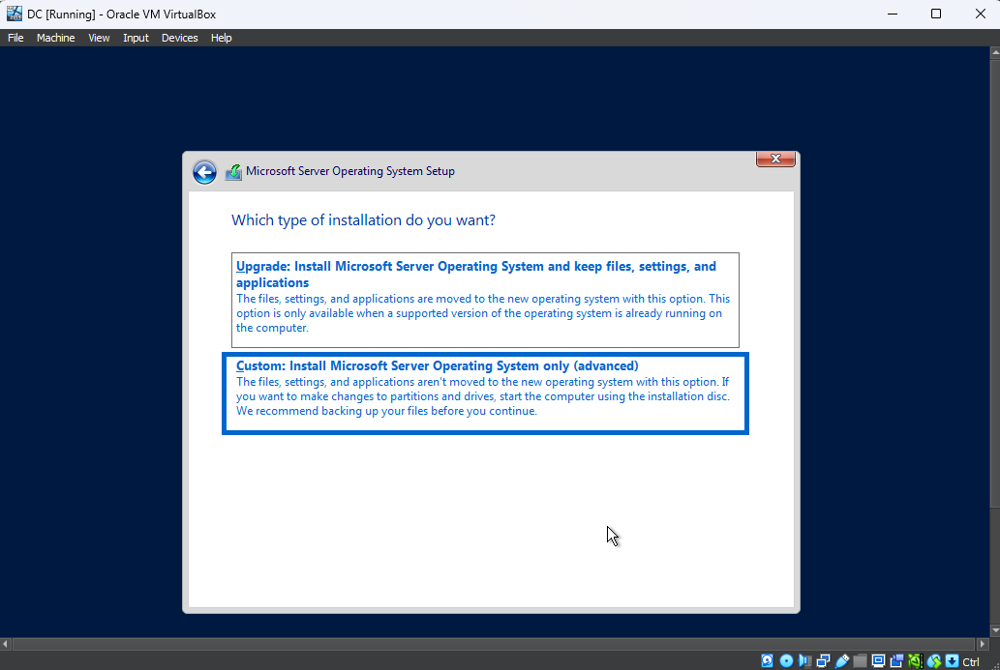 DC [Running] - Oracle VM VirtualBox
File Machine View Input Devices Help
Microsoft Server Operating System Setup
Which type of installation do you want?
Upgrade: Install Microsoft Server Operating System and keep files, settings, and
applications
The files, settings, and applications are moved to the new operating system with this option. This
option is only available when a supported version of the operating system is already running on
the computer.
Custom: Install Microsoft Server Operating System only (advanced)
The files, settings, and applications aren't moved to the new operating system with this option. If
you want to make changes to partitions and drives, start the computer using the installation disc.
We recommend backing up your files before you continue.
Ctrl